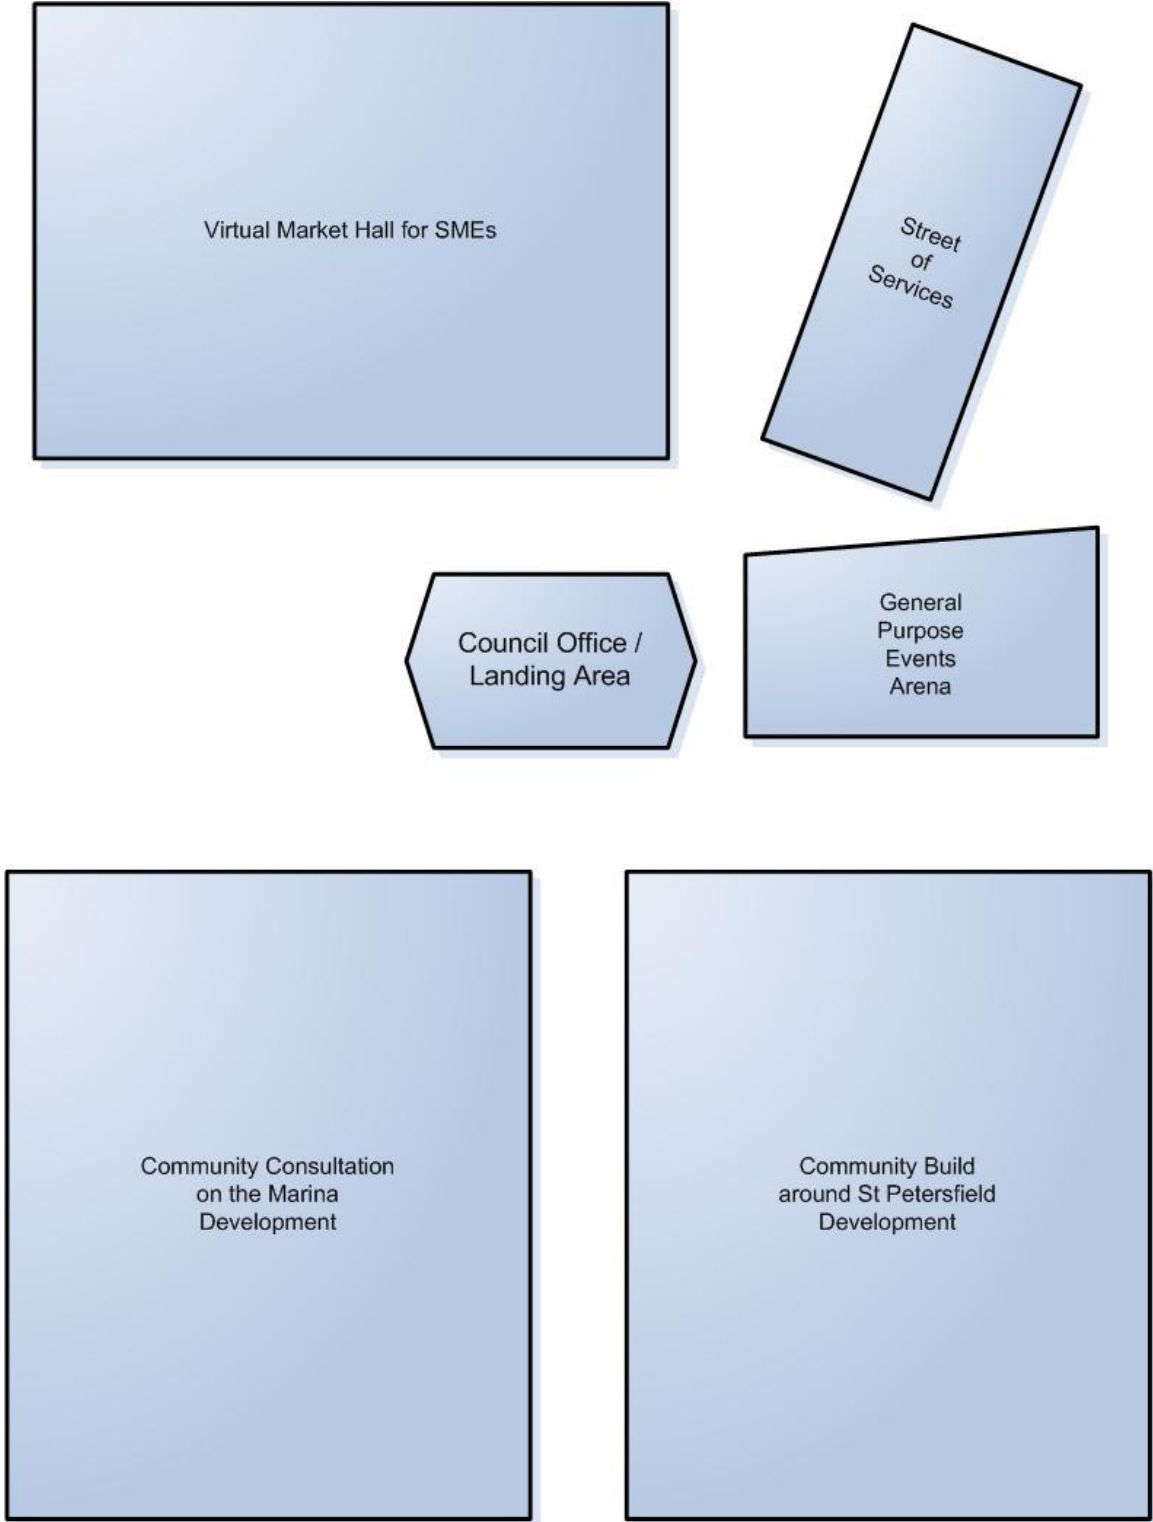 Virtual Market Hall for SMEs
Street
of
Services
Council Office /
Landing Area
General
Purpose
Events
Arena
Community Consultation
on the Marina
Development
Community Build
around St Petersfield
Development